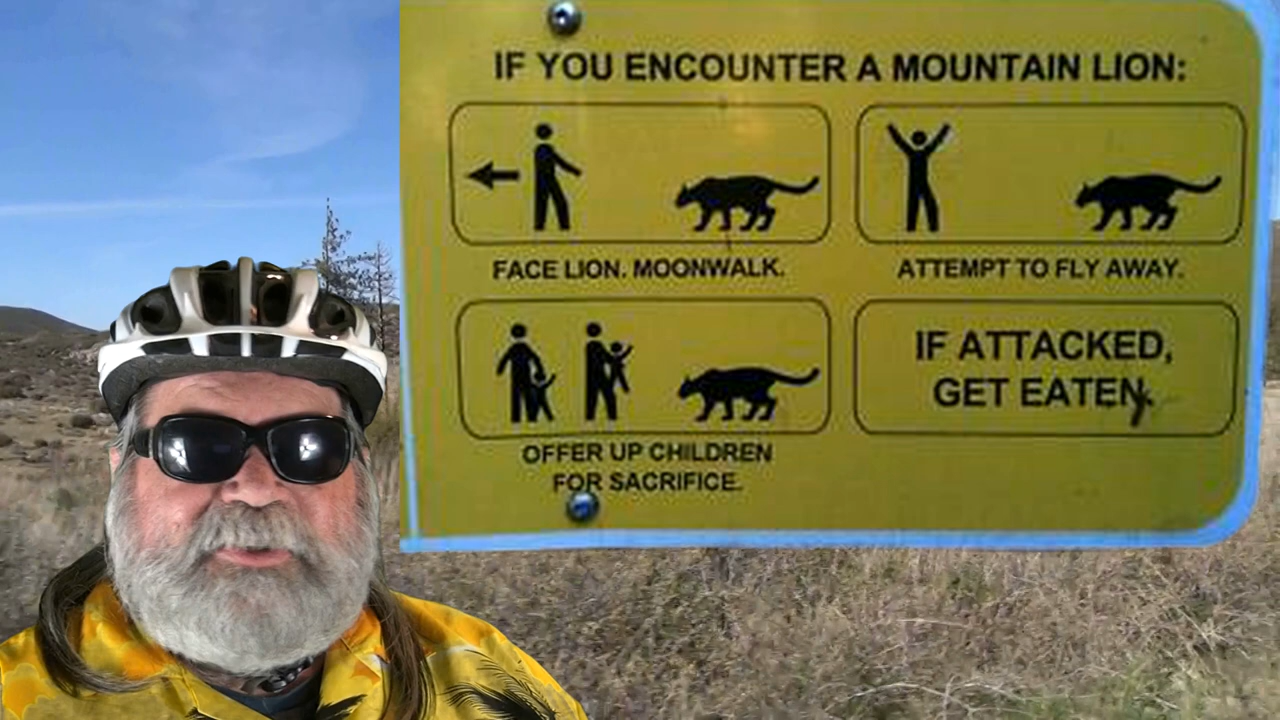 IF YOU ENCOUNTER A MOUNTAIN LION:
FACE LION. MOONWALK.
ATTEMPT TO FLY AWAY.
OFFER UP CHILDREN
FOR SACRIFICE.
IF ATTACKED,
GET EATEN.